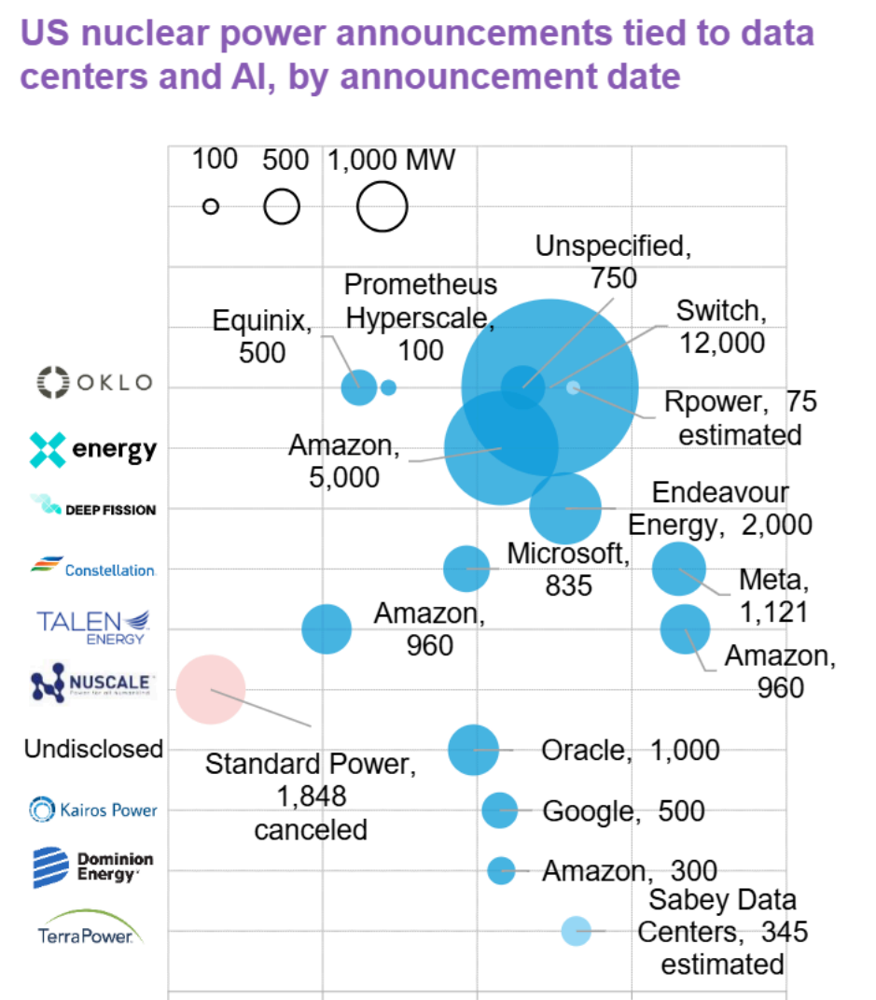 US nuclear power announcements tied to data
centers and AI, by announcement date
100 500 1,000 MW
Unspecified,
750
Prometheus
Hyperscale,
100
Equinix,
500
Switch,
12,000
OKLO
Rpower, 75
estimated
energy
Amazon,
5,000
DEEP FISSION
Endeavour
Energy, 2,000
Constellation
Microsoft,
835
Meta,
1,121
TALEN
ENERGY
Amazon,
960
Amazon,
960
NUSCALE
Standard Power,
1,848
canceled
Undisclosed
Oracle, 1,000
Kairos Power
Google, 500
Dominion
Energy
Amazon, 300
TerraPower
Sabey Data
Centers, 345
estimated